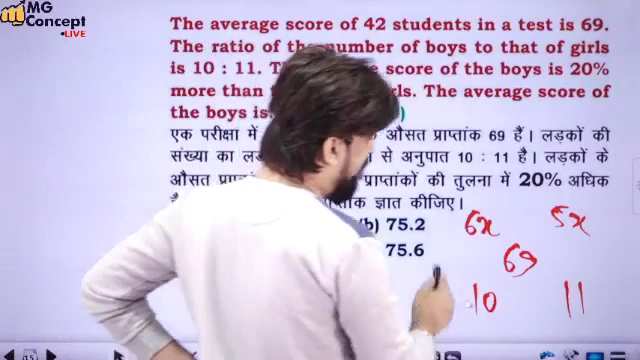 MG
Concept
LIVE
The average score of 42 students in a test is 69.
The ratio of the number of boys to that of girls
is 10 : 11. score of the boys is 20%
more than The average score of
the boys is
एक परीक्षा में औसत प्राप्तांक 69 हैं। लड़कों की
संख्या का से अनुपात 10 : 11 है। लड़कों के
औसत प्राप्तांकों की तुलना में 20% अधिक
ज्ञात कीजिए।
(b) 75.2
75.6
6x 5x
69
10 11
15